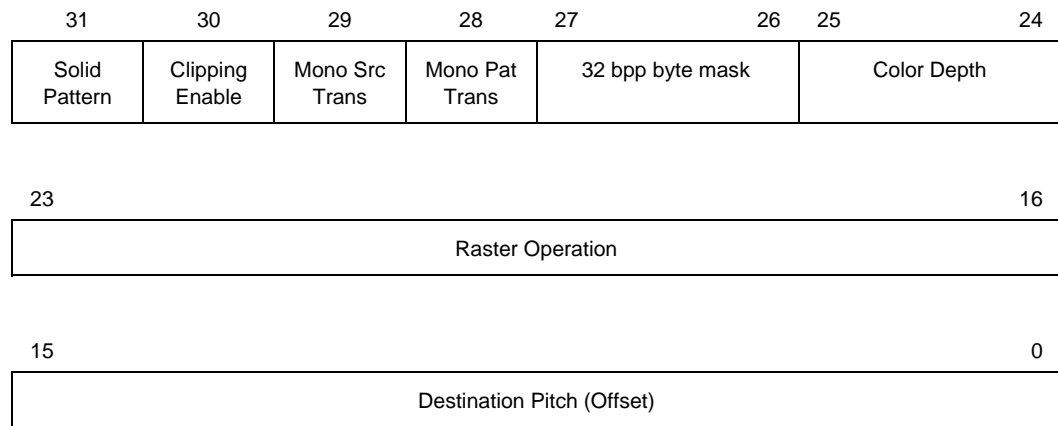 31 30 29 28 27 26 25 24
Solid Pattern Clipping Enable Mono Src Trans Mono Pat Trans 32 bpp byte mask Color Depth
23 16
Raster Operation
15 0
Destination Pitch (Offset)